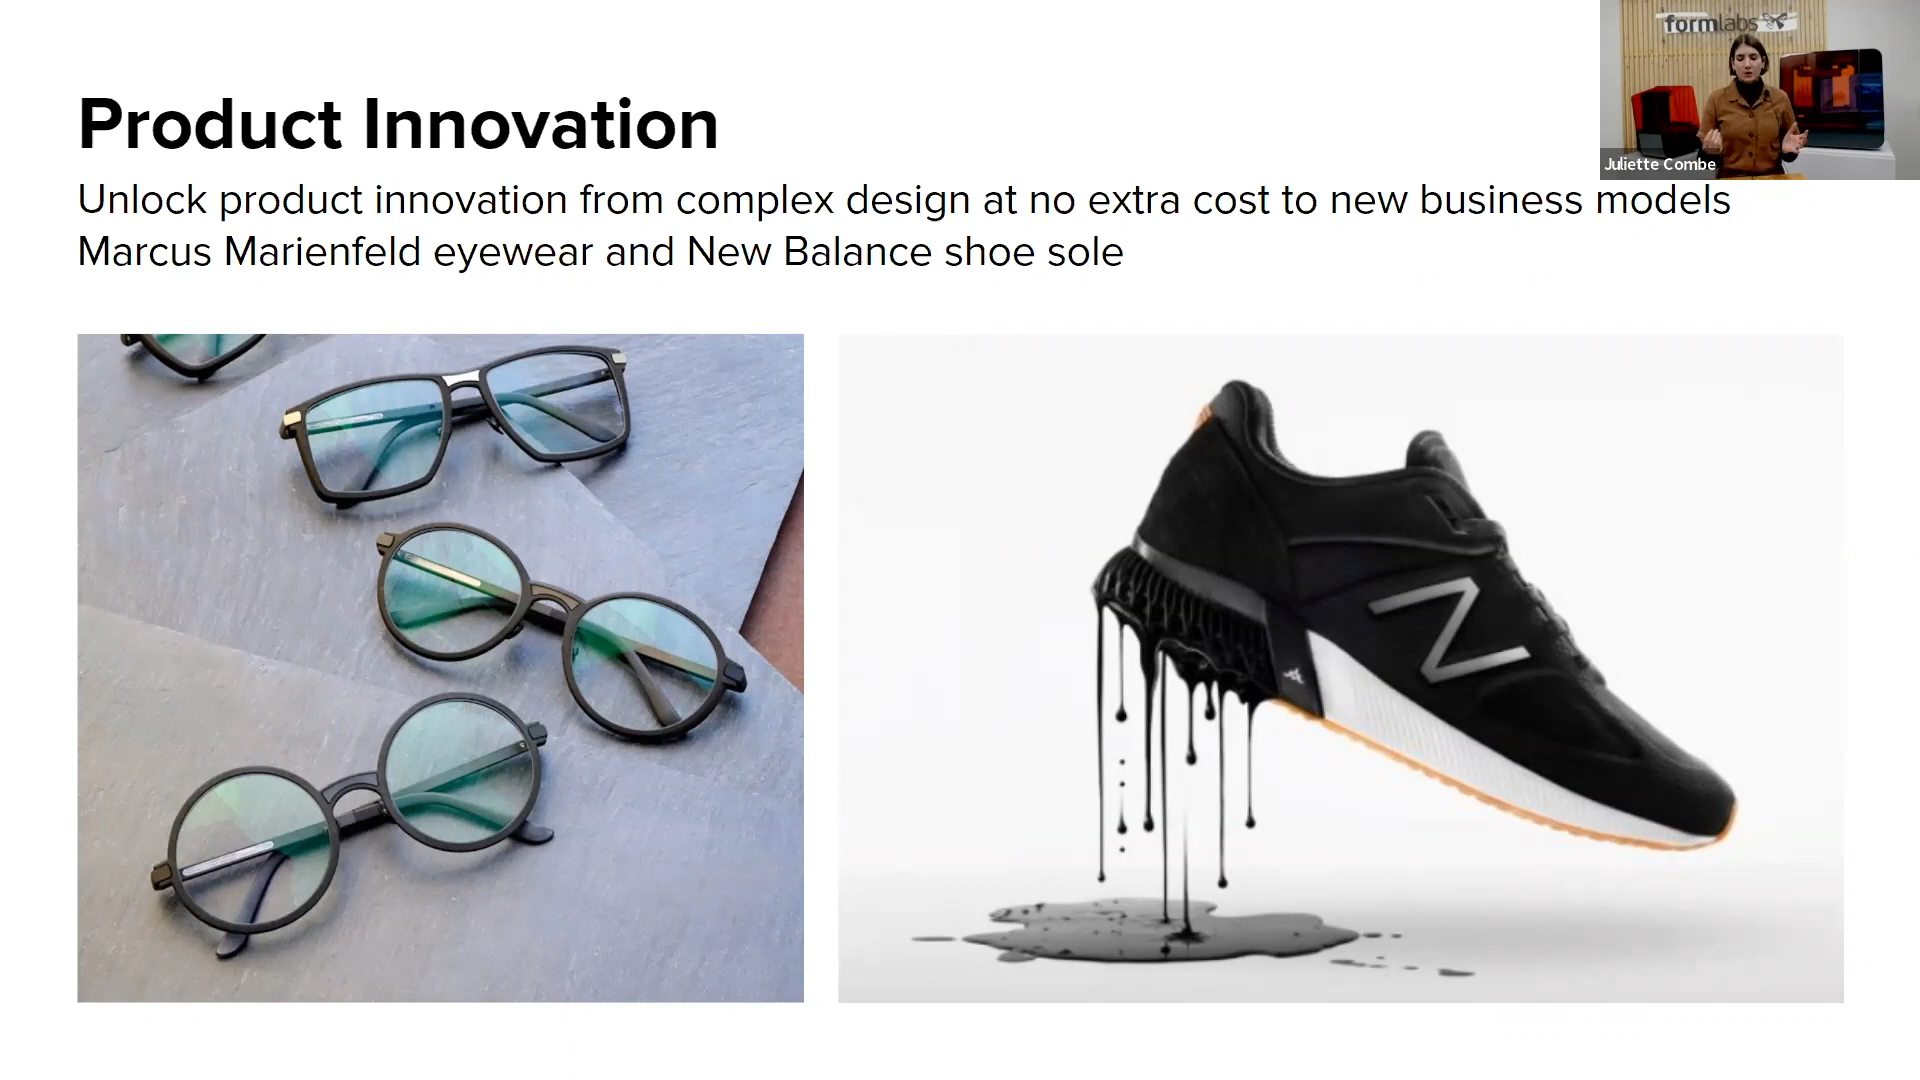 Product Innovation
Unlock product innovation from complex design at no extra cost to new business models
Marcus Marienfeld eyewear and New Balance shoe sole
formlabs
Juliette Combe
N